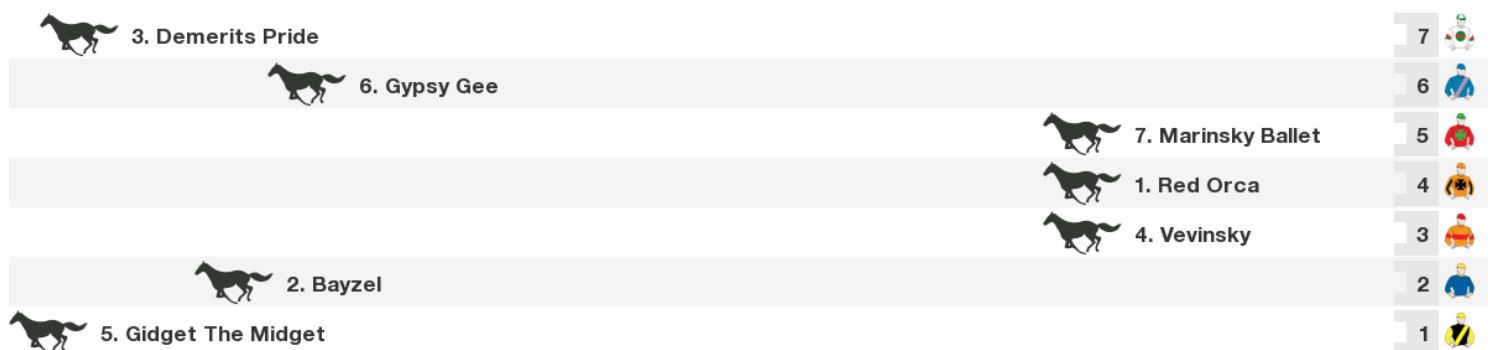 3. Demerits Pride 7
6. Gypsy Gee 6
7. Marinsky Ballet 5
1. Red Orca 4
4. Vevinsky 3
2. Bayzel 2
5. Gidget The Midget 1